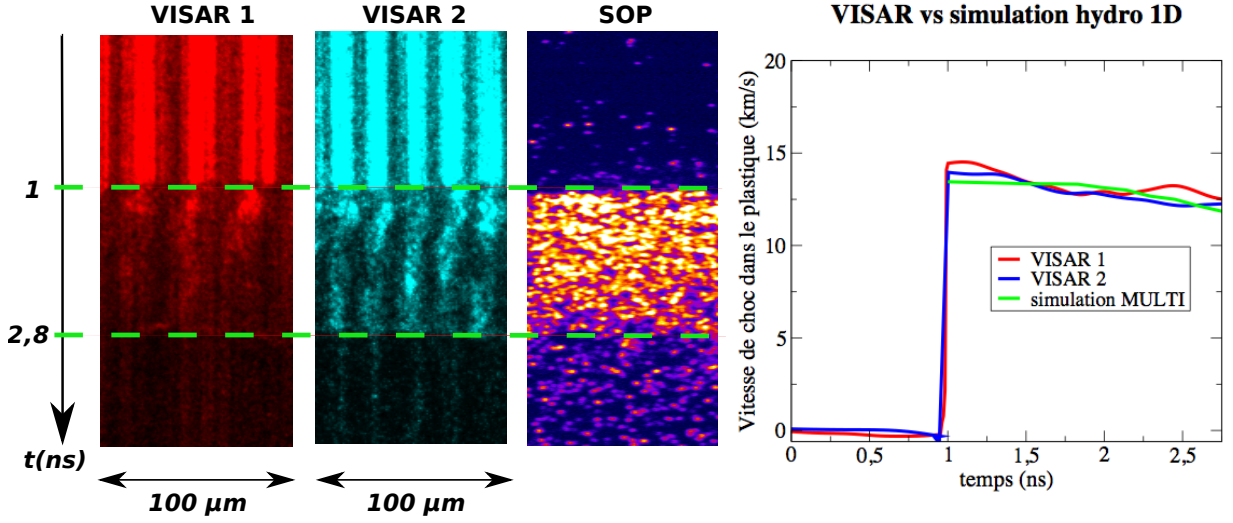 VISAR 1
VISAR 2
SOP
1
2,8
t(ns)
100 µm
100 µm
VISAR vs simulation hydro 1D
Vitesse de choc dans le plastique (km/s)
20
15
10
5
0
VISAR 1
VISAR 2
simulation MULTI
0
0,5
1
1,5
2
2,5
temps (ns)